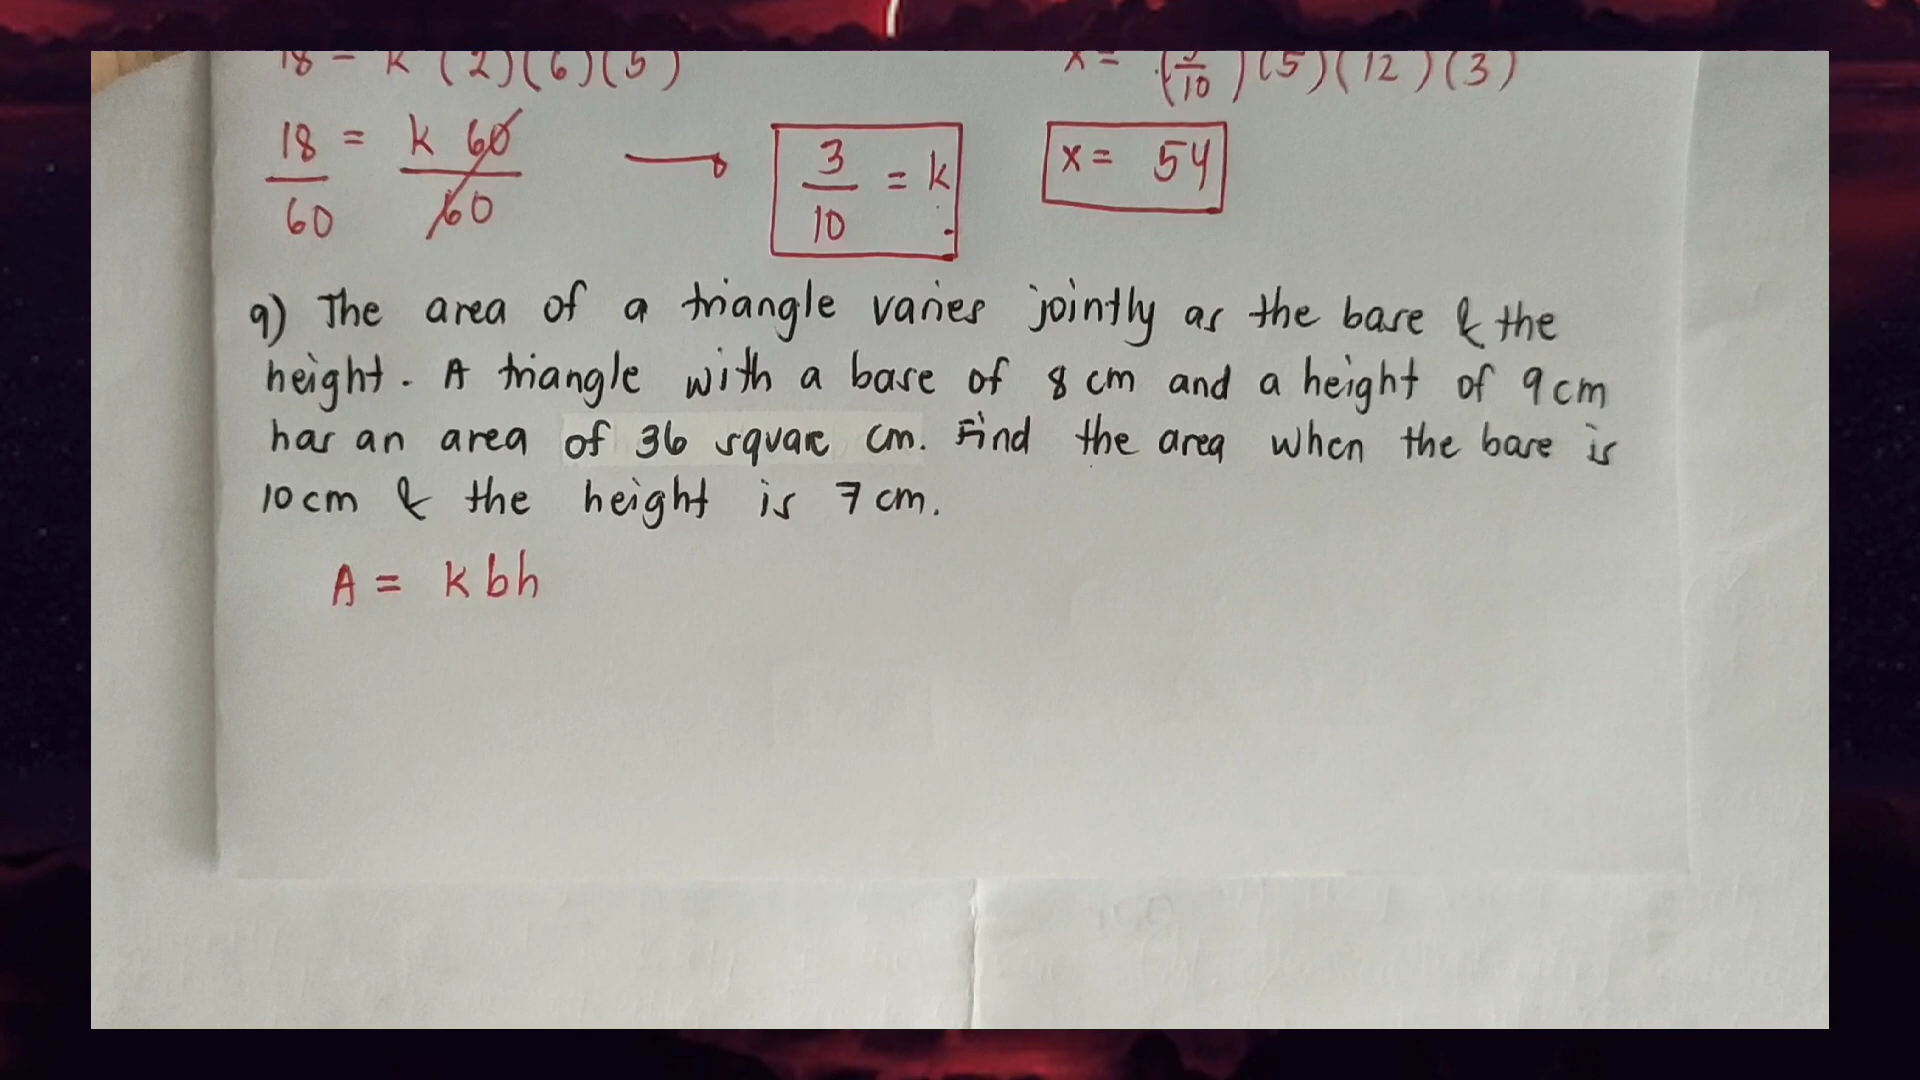 18 = k (2)(6)(5)
x = (3/10)(5)(12)(3)
18/60 = k 60/60 → 3/10 = k
x = 54
9) The area of a triangle varies jointly as the base & the
height. A triangle with a base of 8 cm and a height of 9 cm
has an area of 36 square cm. Find the area when the base is
10 cm & the height is 7 cm.
A = kbh